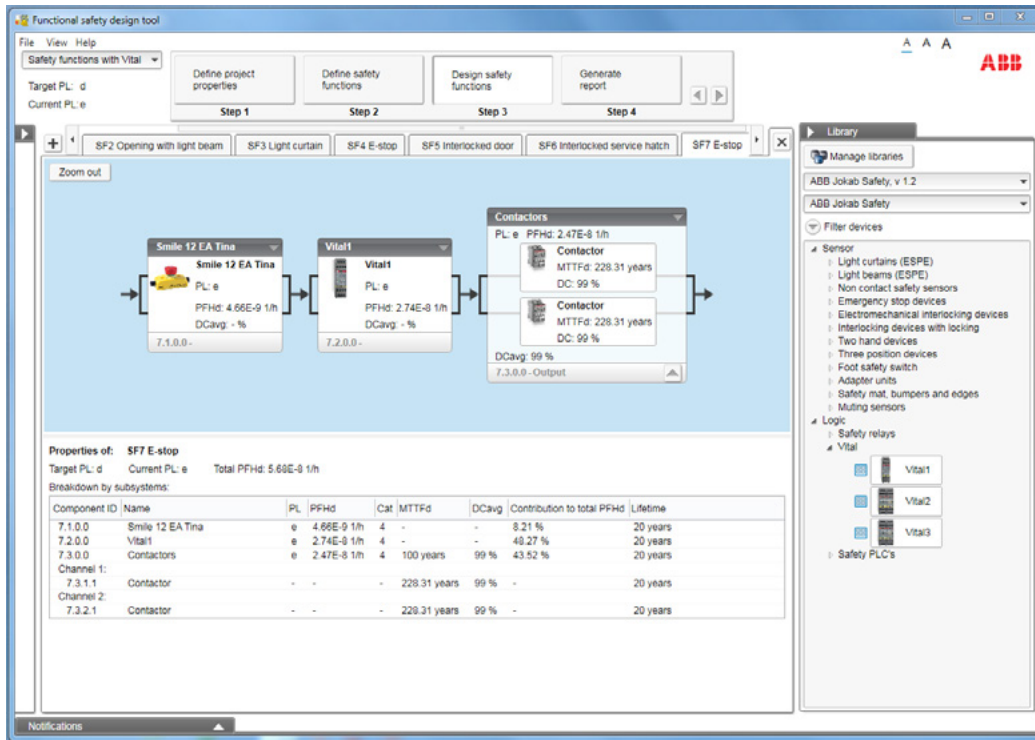 Functional safety design tool
File View Help
Safety functions with Vital
Target PL: d
Current PL: e
Define project
properties
Step 1
Define safety
functions
Step 2
Design safety
functions
Step 3
Generate
report
Step 4
A A A
ABB
SF2 Opening with light beam
SF3 Light curtain
SF4 E-stop
SF5 Interlocked door
SF6 Interlocked service hatch
SF7 E-stop
Zoom out
Smile 12 EA Tina
Smile 12 EA Tina
PL: e
PFHd: 4.66E-9 1/h
DCavg: - %
7.1.0.0 -
Vital1
Vital1
PL: e
PFHd: 2.74E-8 1/h
DCavg: - %
7.2.0.0 -
Contactors
PL: e PFHd: 2.47E-8 1/h
Contactor
MTTFd: 228.31 years
DC: 99 %
Contactor
MTTFd: 228.31 years
DC: 99 %
DCavg: 99 %
7.3.0.0 - Output
Properties of: SF7 E-stop
Target PL: d Current PL: e Total PFHd: 5.68E-8 1/h
Breakdown by subsystems:
Component ID Name PL PFHd Cat MTTFd DCavg Contribution to total PFHd Lifetime
7.1.0.0 Smile 12 EA Tina e 4.66E-9 1/h 4 - - 8.21 % 20 years
7.2.0.0 Vital1 e 2.74E-8 1/h 4 - - 48.27 % 20 years
7.3.0.0 Contactors e 2.47E-8 1/h 4 100 years 99 % 43.52 % 20 years
Channel 1:
7.3.1.1 Contactor - - - 228.31 years 99 % - 20 years
Channel 2:
7.3.2.1 Contactor - - - 228.31 years 99 % - 20 years
Library
Manage libraries
ABB Jokab Safety, v 1.2
ABB Jokab Safety
Filter devices
Sensor
Light curtains (ESPE)
Light beams (ESPE)
Non contact safety sensors
Emergency stop devices
Electromechanical interlocking devices
Interlocking devices with locking
Two hand devices
Three position devices
Foot safety switch
Adapter units
Safety mat, bumpers and edges
Muting sensors
Logic
Safety relays
Vital
Vital1
Vital2
Vital3
Safety PLC's
Notifications